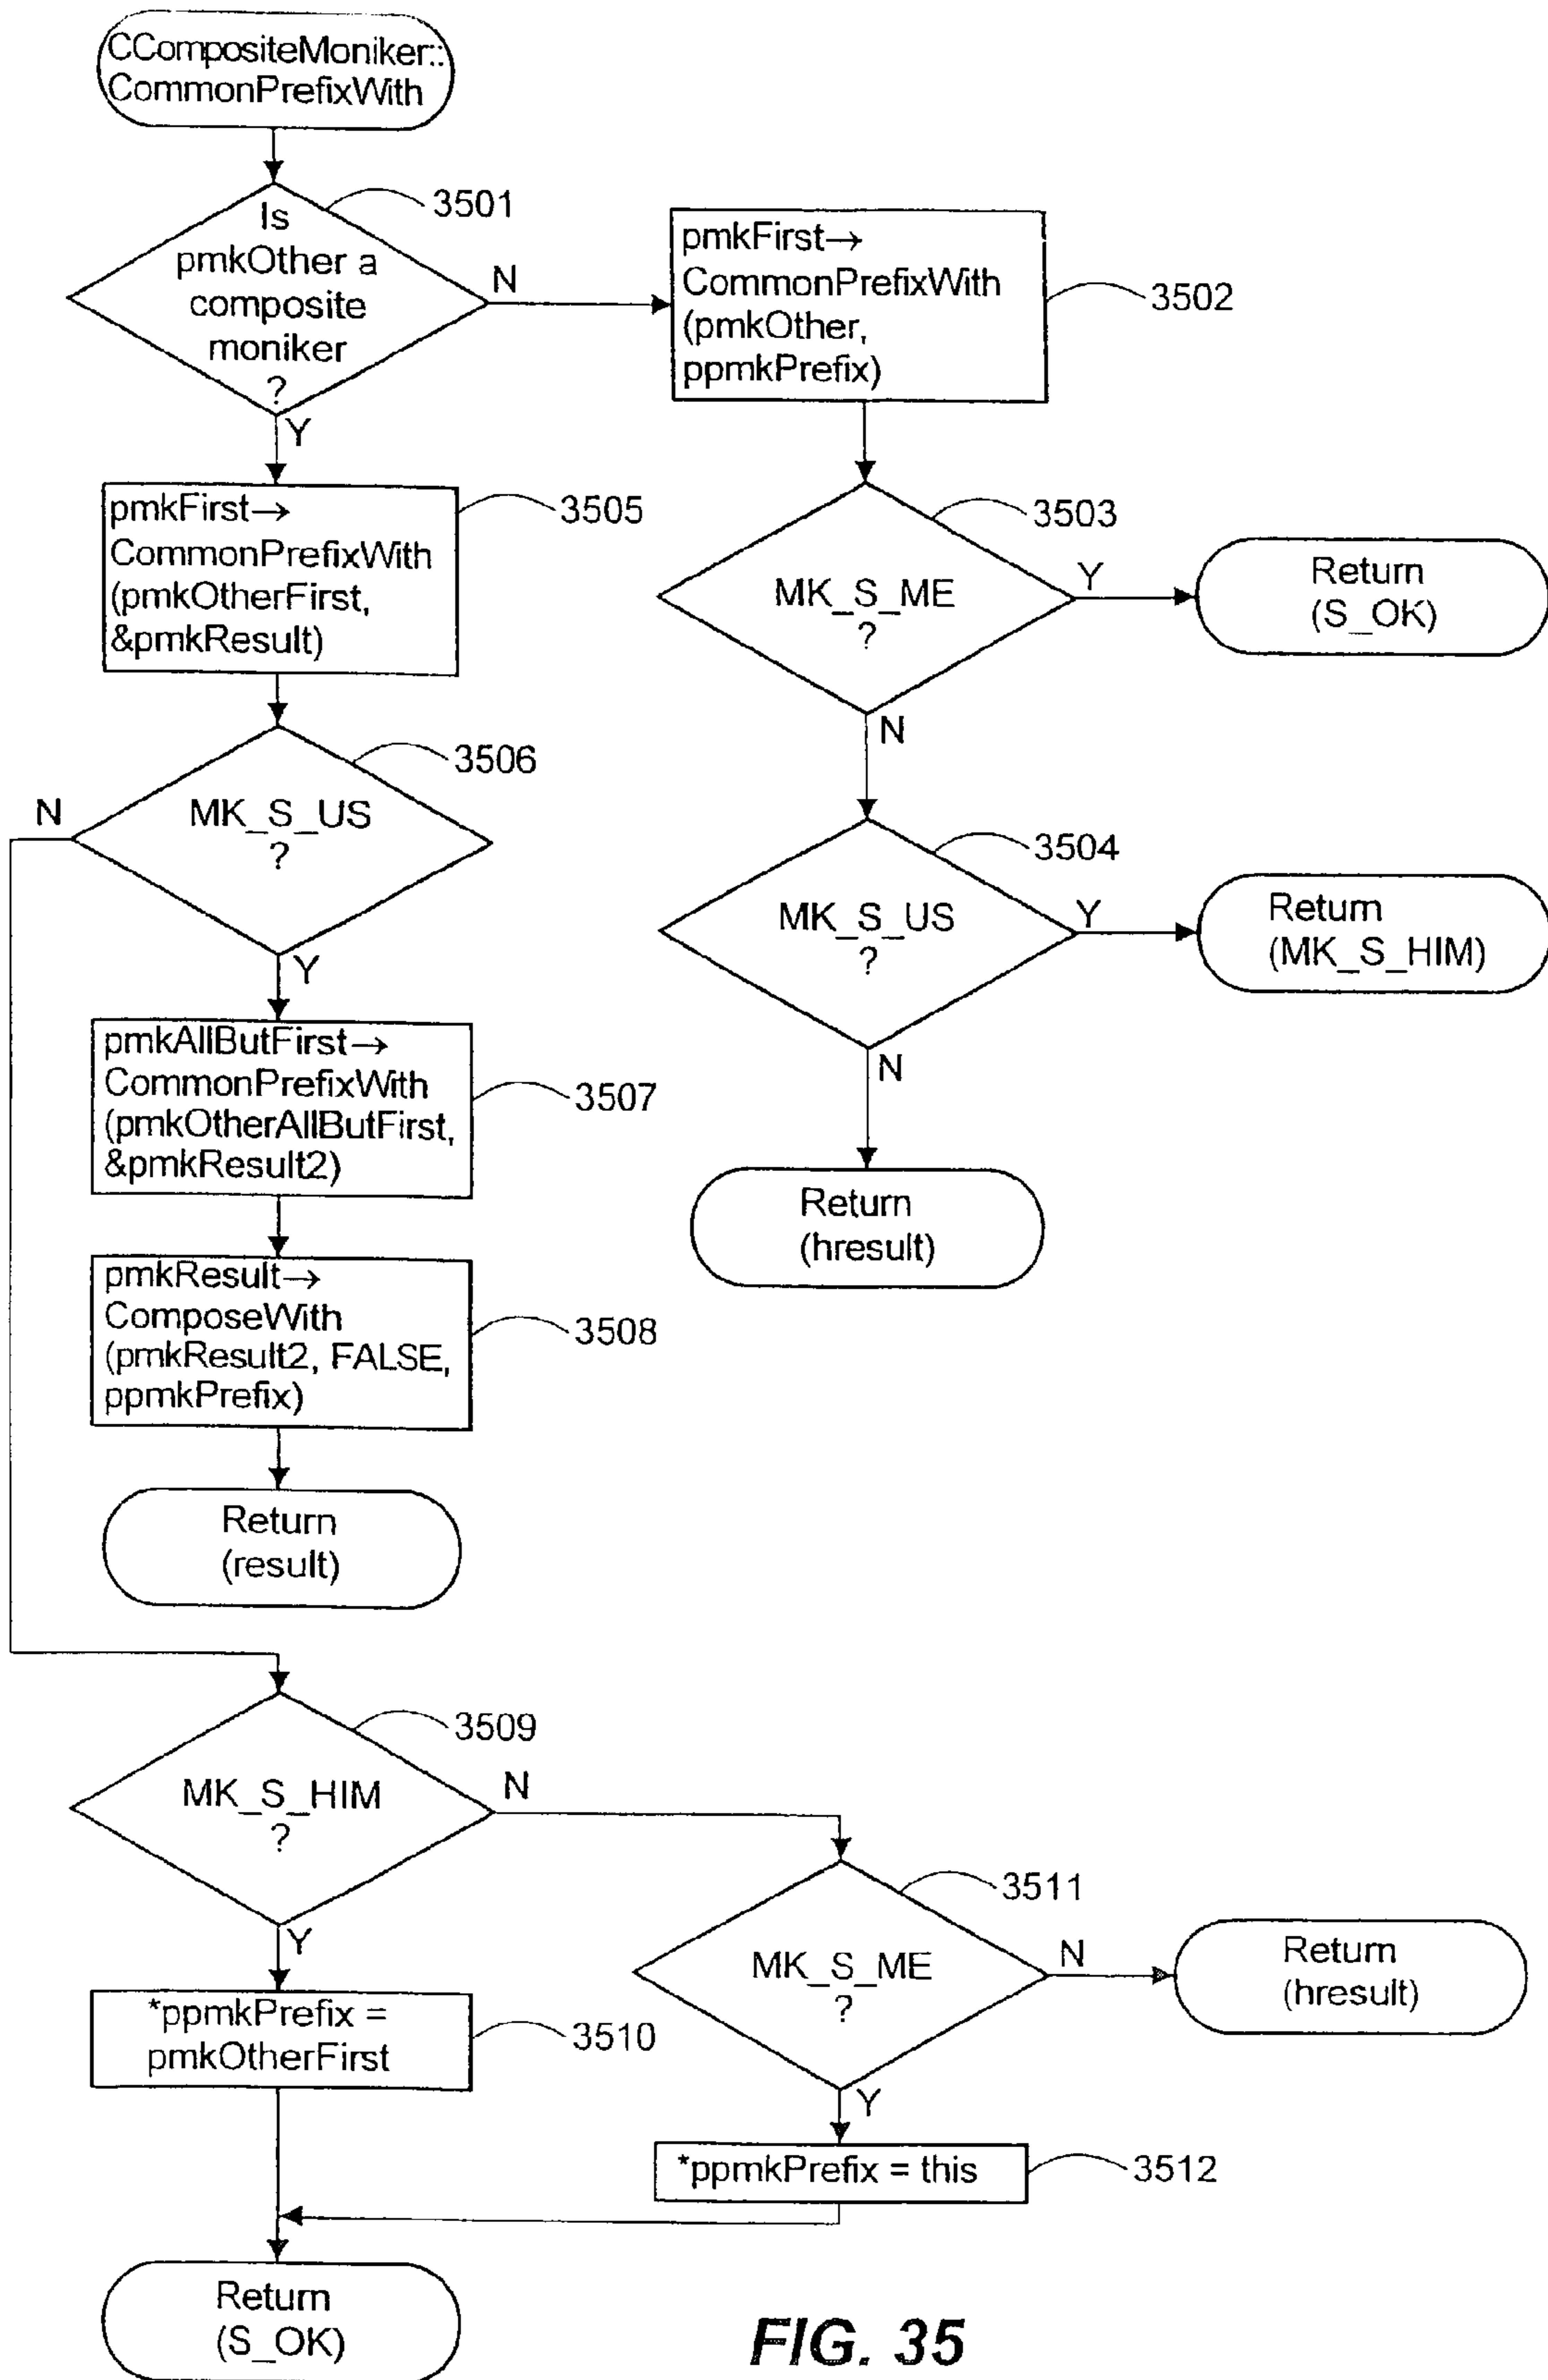 CCompositeMoniker::
CommonPrefixWith
3501
Is
pmkOther a
composite
moniker
?
N
Y
pmkFirst→
CommonPrefixWith
(pmkOther,
ppmkPrefix)
3502
3503
MK_S_ME
?
Y
N
Return
(S_OK)
3504
MK_S_US
?
Y
N
Return
(MK_S_HIM)
Return
(hresult)
pmkFirst→
CommonPrefixWith
(pmkOtherFirst,
&pmkResult)
3505
3506
MK_S_US
?
N
Y
pmkAllButFirst→
CommonPrefixWith
(pmkOtherAllButFirst,
&pmkResult2)
3507
pmkResult→
ComposeWith
(pmkResult2, FALSE,
ppmkPrefix)
3508
Return
(result)
3509
MK_S_HIM
?
N
Y
*ppmkPrefix =
pmkOtherFirst
3510
3511
MK_S_ME
?
N
Y
Return
(hresult)
*ppmkPrefix = this
3512
Return
(S_OK)
FIG. 35